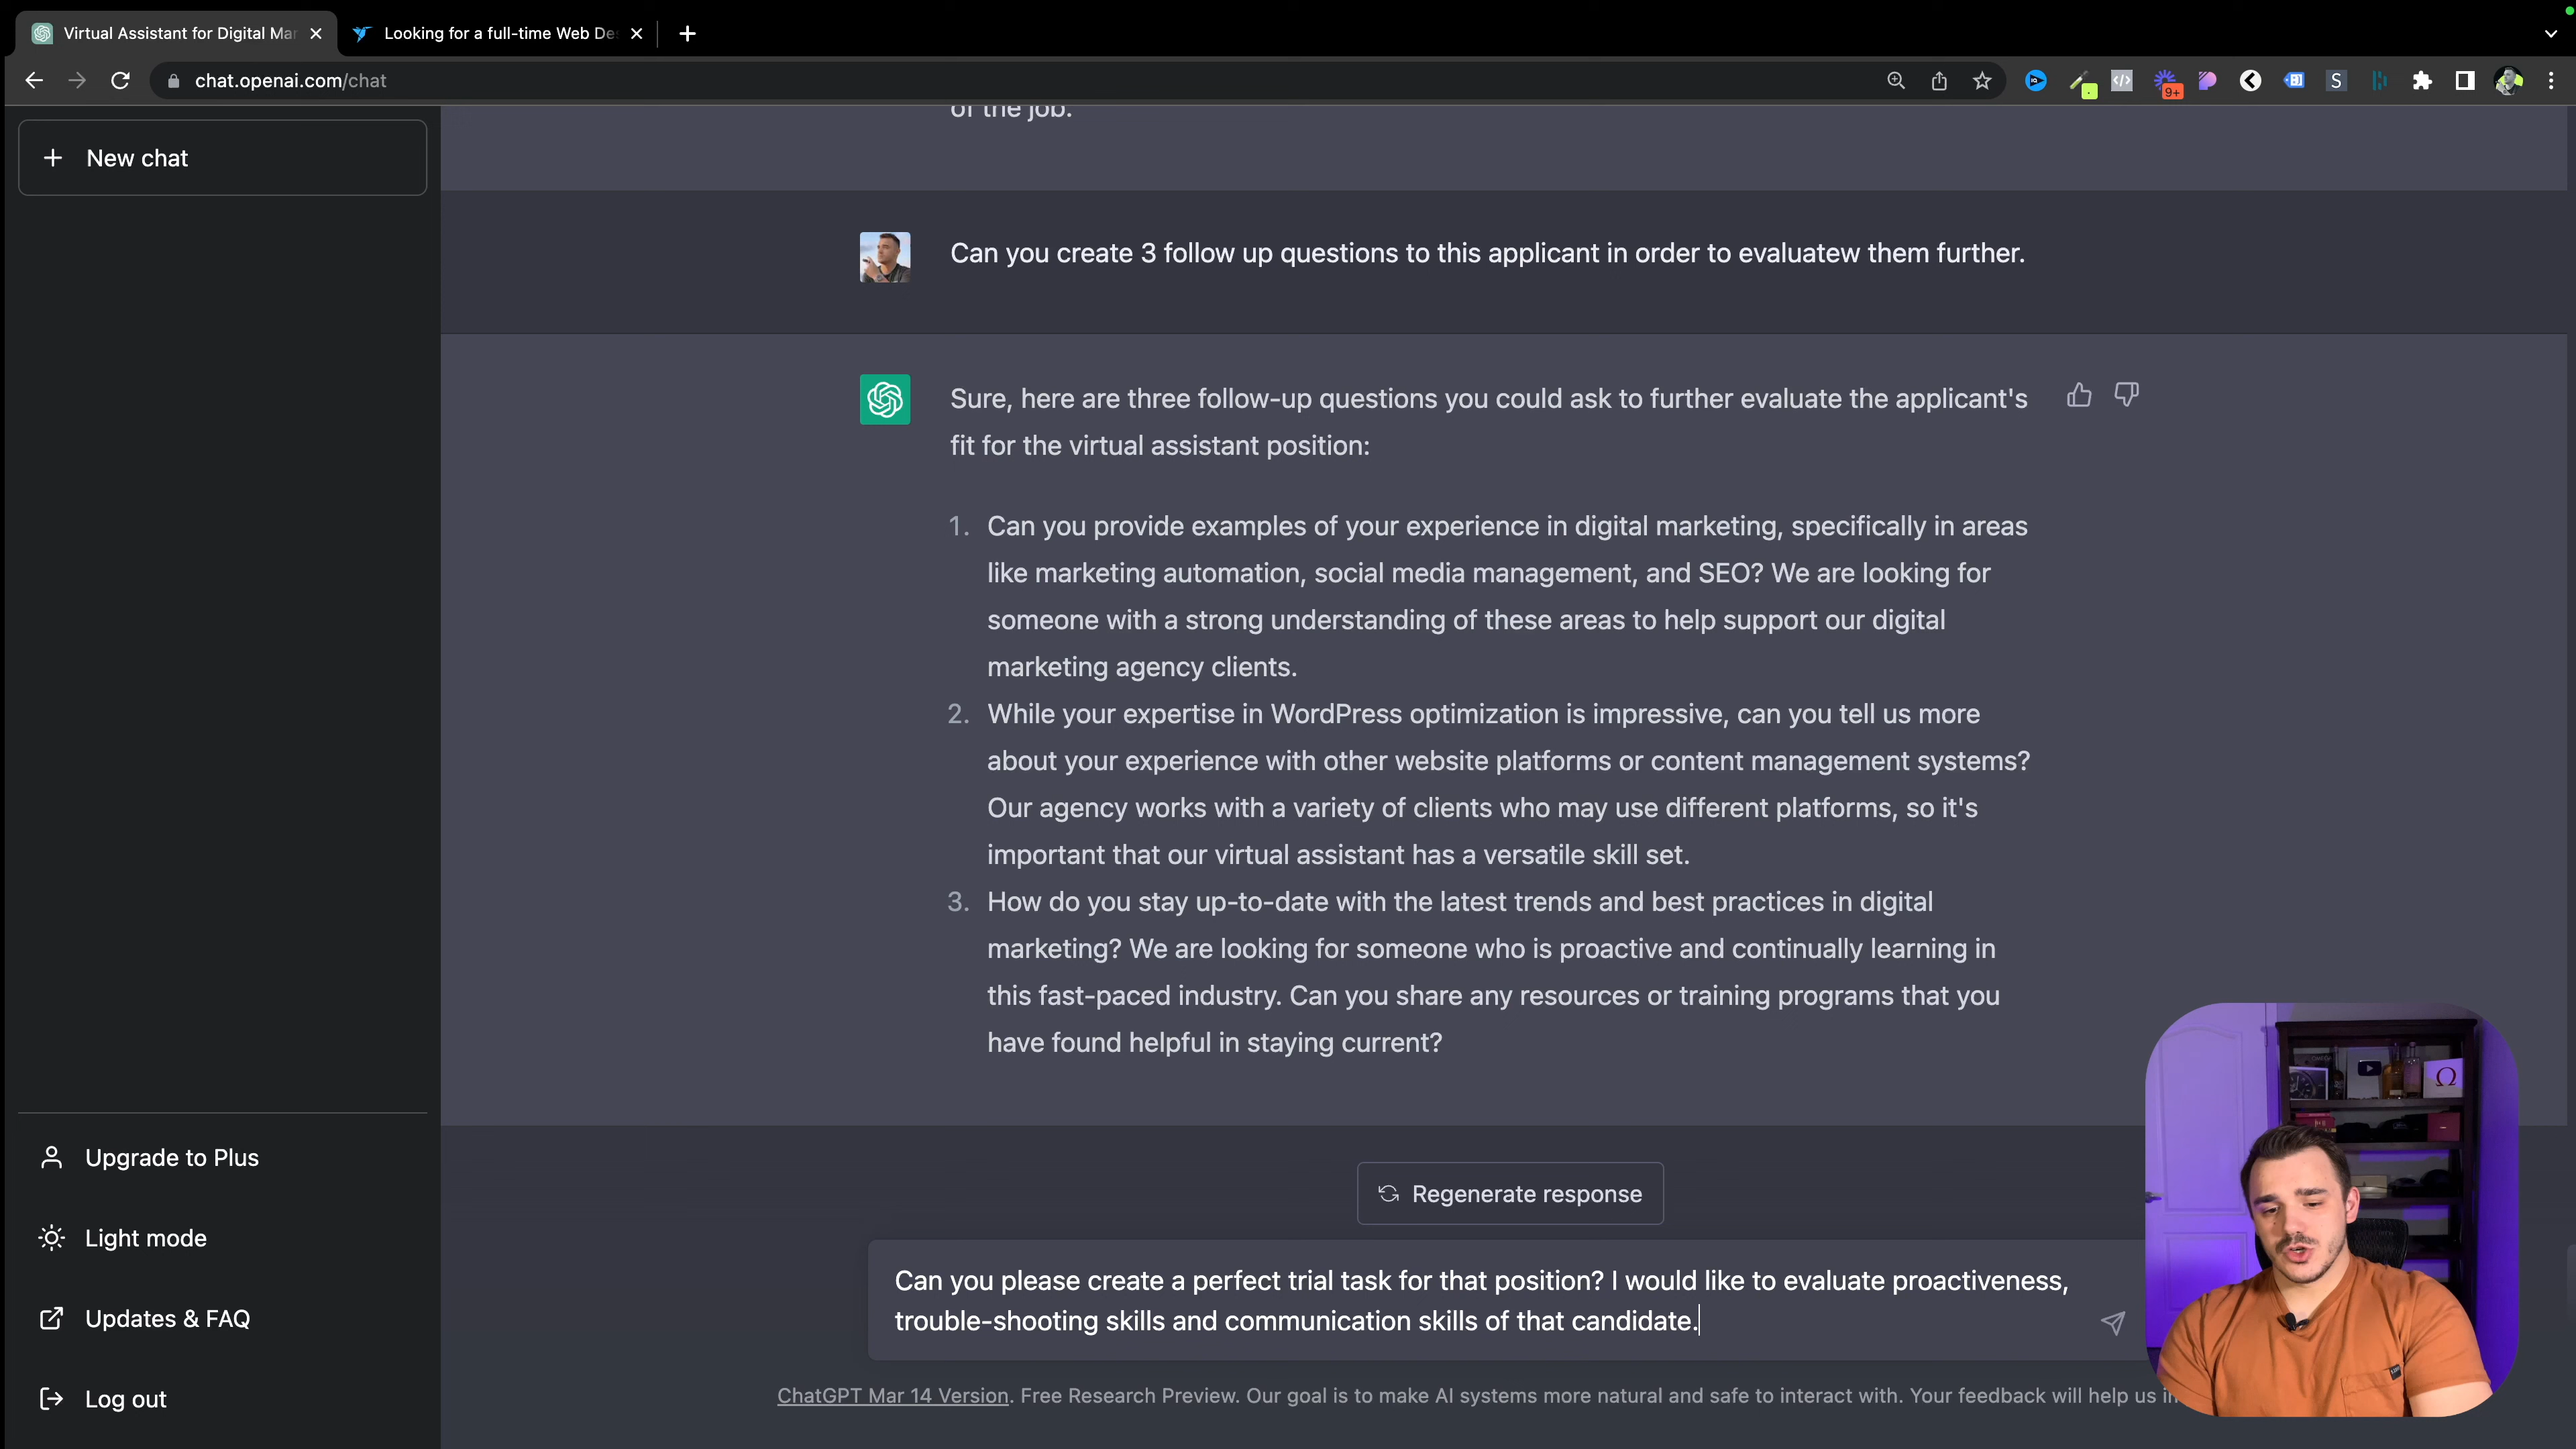 Virtual Assistant for Digital Mar
Looking for a full-time Web Des
chat.openai.com/chat
9+
S
New chat
of the job.
Can you create 3 follow up questions to this applicant in order to evaluatew them further.
Sure, here are three follow-up questions you could ask to further evaluate the applicant's
fit for the virtual assistant position:
1. Can you provide examples of your experience in digital marketing, specifically in areas
like marketing automation, social media management, and SEO? We are looking for
someone with a strong understanding of these areas to help support our digital
marketing agency clients.
2. While your expertise in WordPress optimization is impressive, can you tell us more
about your experience with other website platforms or content management systems?
Our agency works with a variety of clients who may use different platforms, so it's
important that our virtual assistant has a versatile skill set.
3. How do you stay up-to-date with the latest trends and best practices in digital
marketing? We are looking for someone who is proactive and continually learning in
this fast-paced industry. Can you share any resources or training programs that you
have found helpful in staying current?
Upgrade to Plus
Light mode
Updates & FAQ
Log out
Regenerate response
Can you please create a perfect trial task for that position? I would like to evaluate proactiveness,
trouble-shooting skills and communication skills of that candidate.
ChatGPT Mar 14 Version. Free Research Preview. Our goal is to make AI systems more natural and safe to interact with. Your feedback will help us